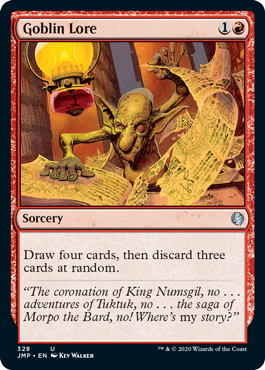 Goblin Lore 1
Sorcery
Draw four cards, then discard three
cards at random.
“The coronation of King Numsgil, no . . .
adventures of Tuktuk, no . . . the saga of
Morpo the Bard, no! Where’s my story?”
328 U
JMP • EN Key Walker
™ & © 2020 Wizards of the Coast